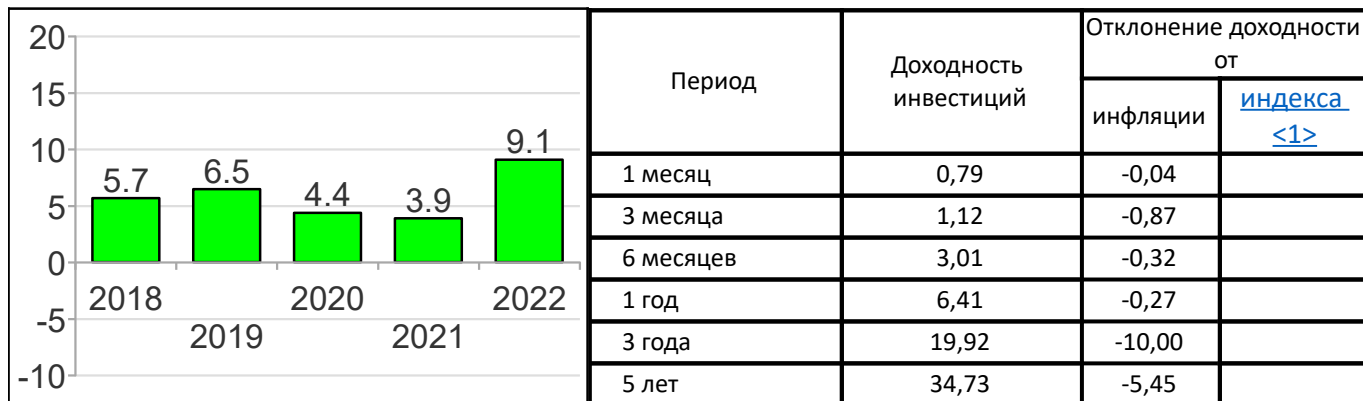 20
15
10
5
0
-5
-10
5.7
6.5
4.4
3.9
9.1
2018
2019
2020
2021
2022
Период
Доходность
инвестиций
Отклонение доходности
от
инфляции
индекса
<1>
1 месяц 0,79 -0,04
3 месяца 1,12 -0,87
6 месяцев 3,01 -0,32
1 год 6,41 -0,27
3 года 19,92 -10,00
5 лет 34,73 -5,45